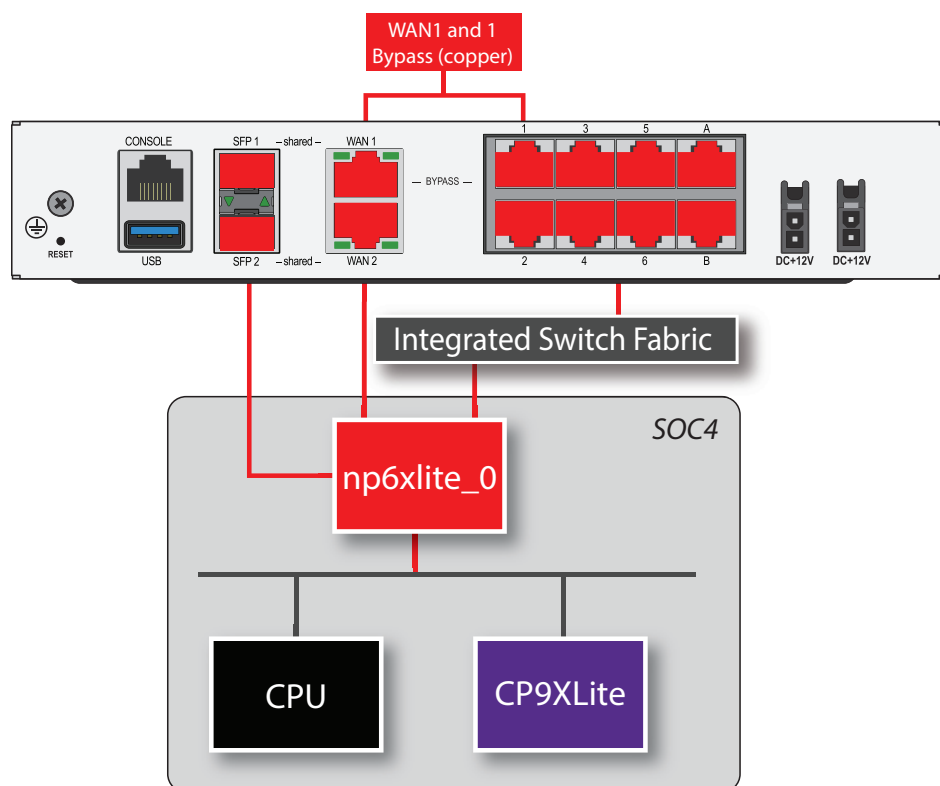 WAN1 and 1
Bypass (copper)
CONSOLE
SFP 1
shared
WAN 1
1
3
5
A
BYPASS
RESET
USB
SFP 2
shared
WAN 2
2
4
6
B
DC+12V
DC+12V
Integrated Switch Fabric
SOC4
np6xlite_0
CPU
CP9XLite